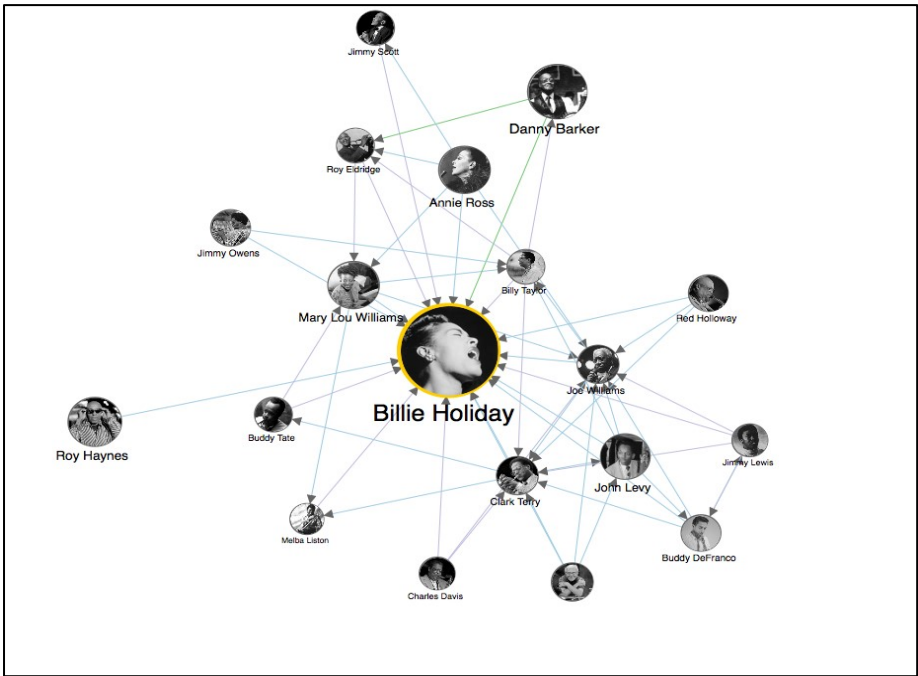 Jimmy Scott
Danny Barker
Roy Eldridge
Annie Ross
Jimmy Owens
Billy Taylor
Mary Lou Williams
Red Holloway
Joe Williams
Billie Holiday
Buddy Tate
Roy Haynes
Jimmy Lewis
John Levy
Clark Terry
Melba Liston
Buddy DeFranco
Charles Davis